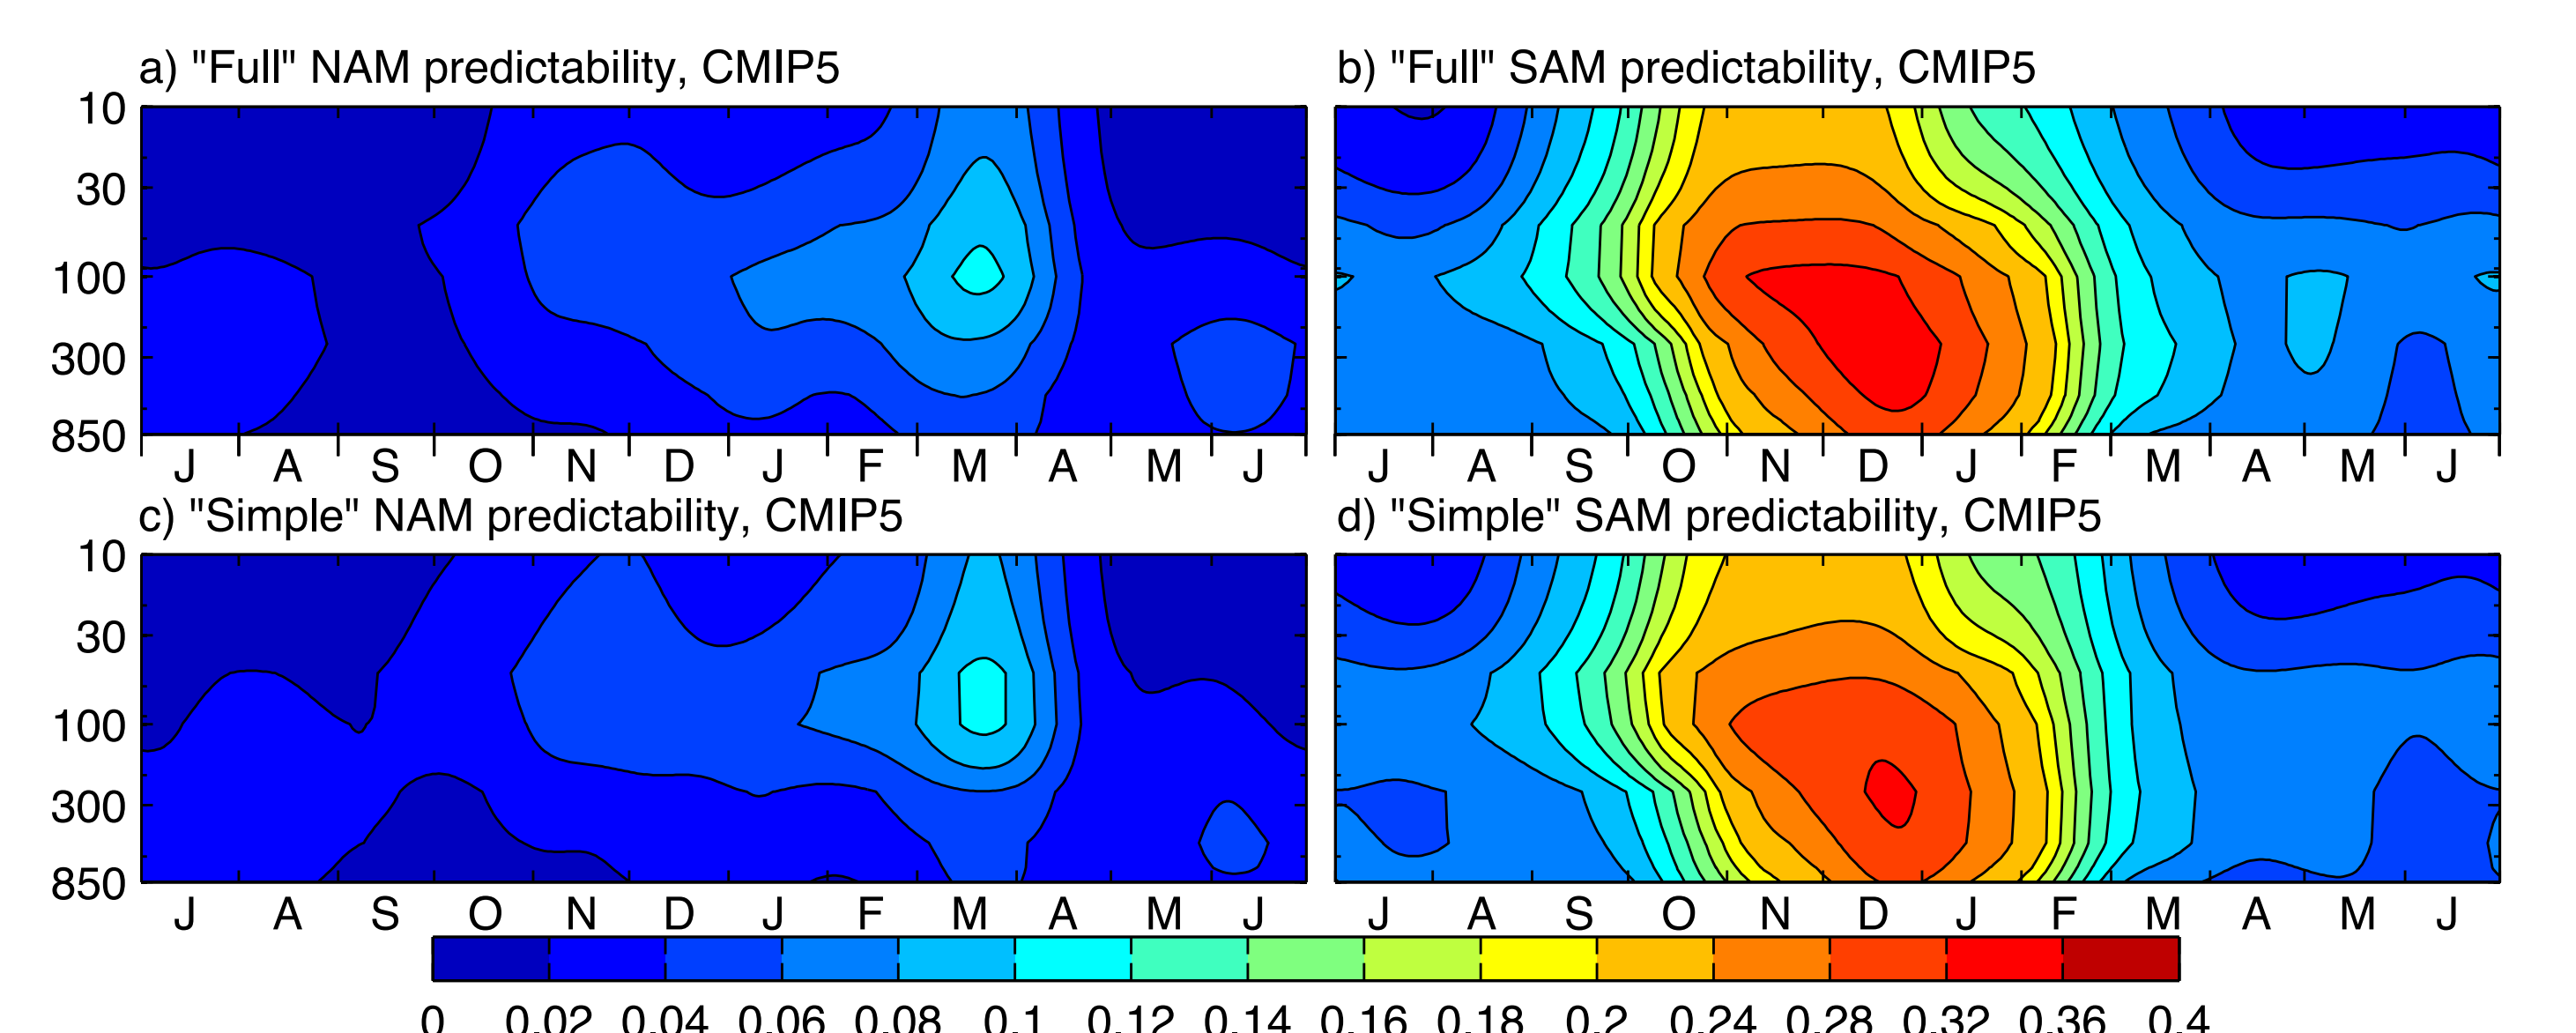 a) "Full" NAM predictability, CMIP5
b) "Full" SAM predictability, CMIP5
10
30
100
300
850
J A S O N D J F M A M J
J A S O N D J F M A M J
c) "Simple" NAM predictability, CMIP5
d) "Simple" SAM predictability, CMIP5
10
30
100
300
850
J A S O N D J F M A M J
J A S O N D J F M A M J
0 0.02 0.04 0.06 0.08 0.1 0.12 0.14 0.16 0.18 0.2 0.24 0.28 0.32 0.36 0.4